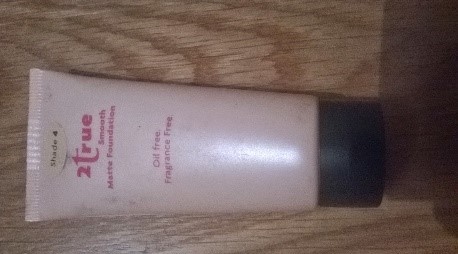 Shade 4
2true
Smooth
Matte Foundation
Oil free.
Fragrance Free.